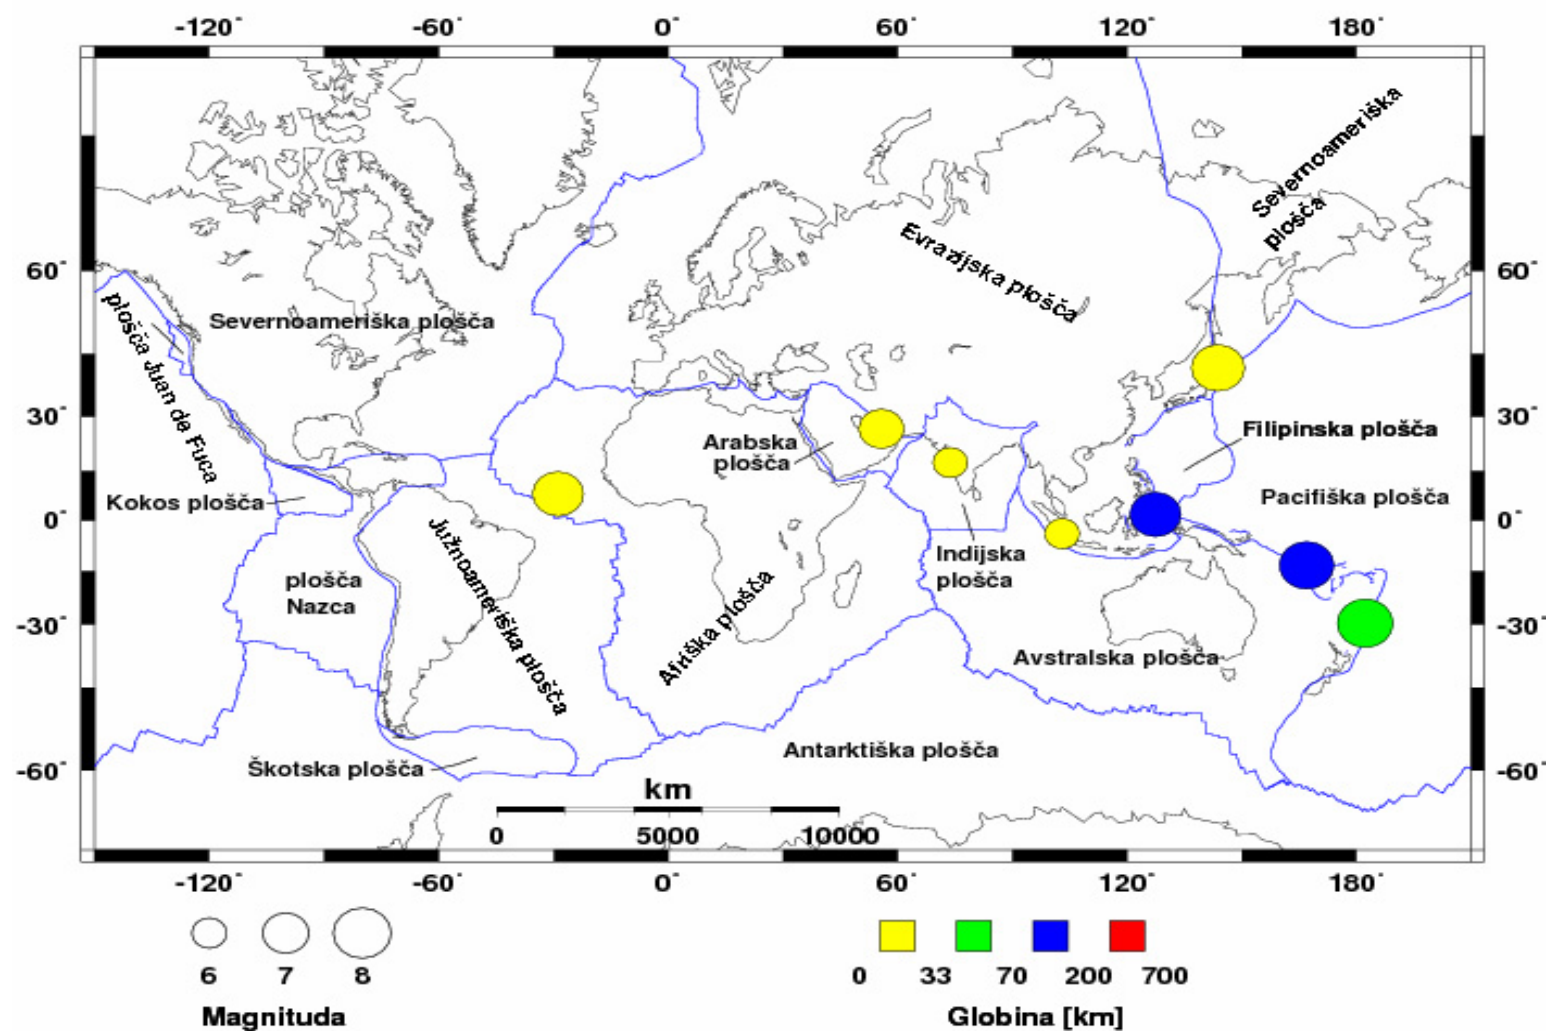 -120˚ -60˚ 0˚ 60˚ 120˚ 180˚
Severnoameriška
plošča
Evrazijska plošča
60˚ 60˚
plošča Juan de Fuca
Severnoameriška plošča
30˚ 30˚
Arabska
plošča
Filipinska plošča
Kokos plošča
Pacifiška plošča
0˚ 0˚
Južnoameriška plošča
Indijska
plošča
plošča
Nazca
Afriška plošča
-30˚ -30˚
Avstralska plošča
Antarktiška plošča
Škotska plošča
-60˚ -60˚
km
0 5000 10000
-120˚ -60˚ 0˚ 60˚ 120˚ 180˚
6 7 8
Magnituda
0 33 70 200 700
Globina [km]